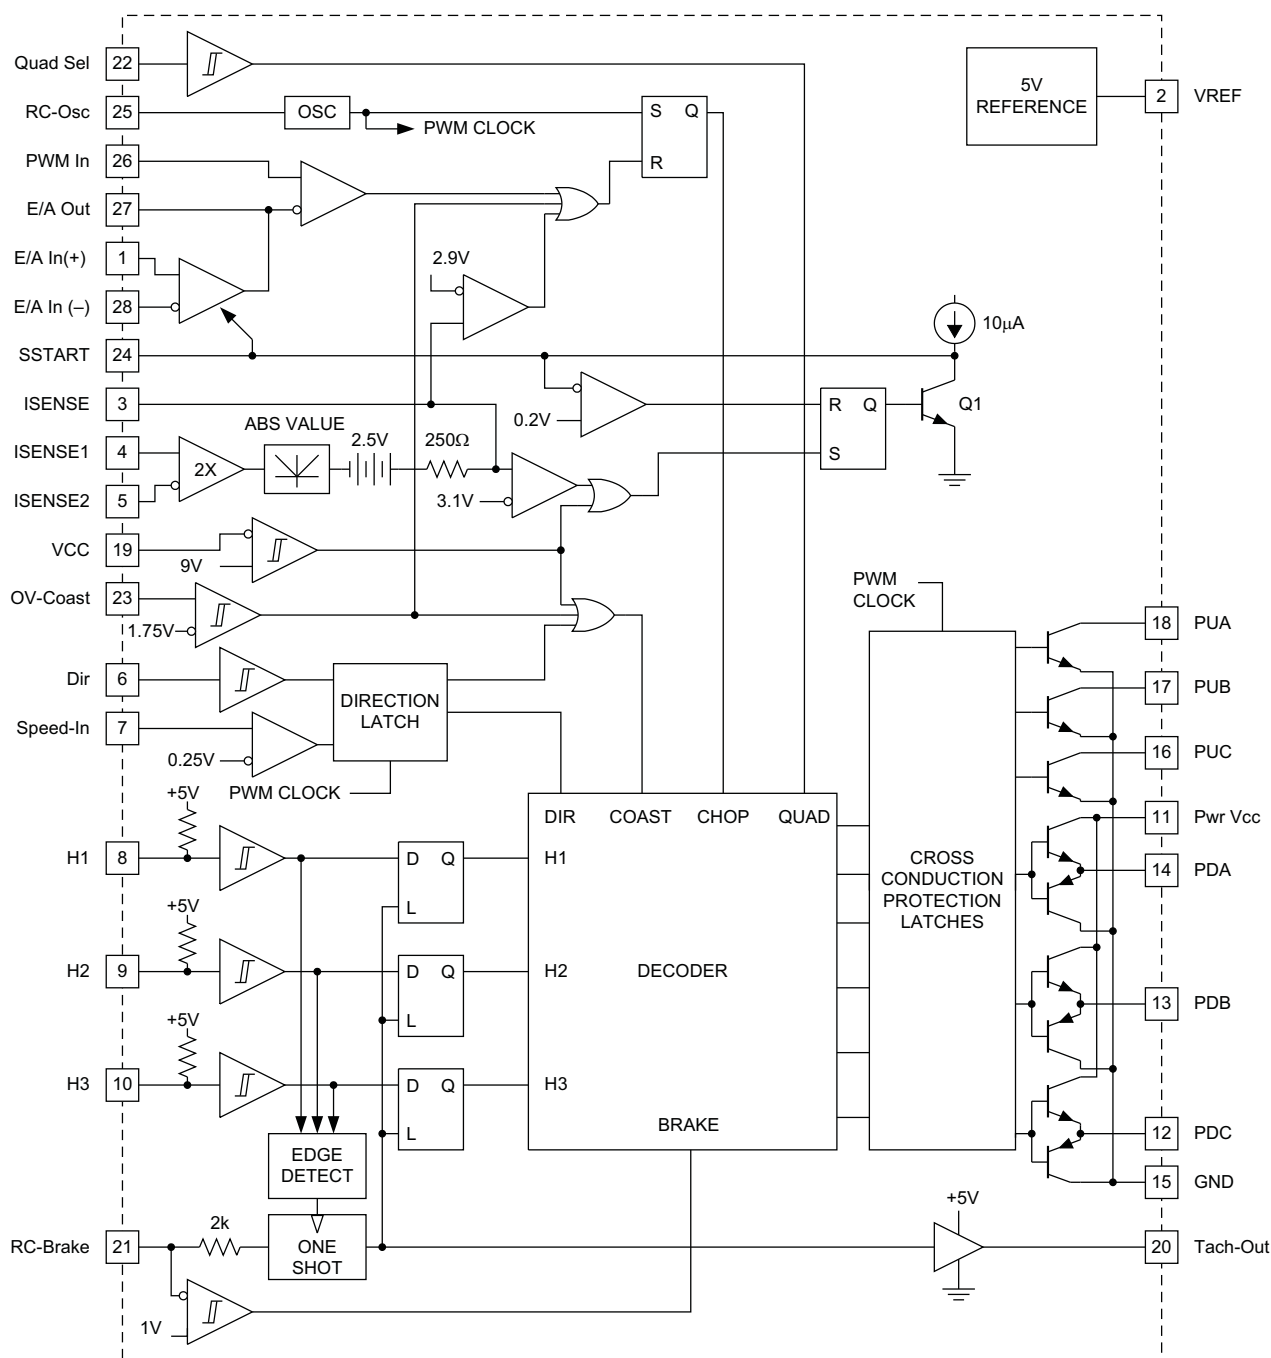 Quad Sel
22
RC-Osc
25
OSC
PWM CLOCK
S Q
R
5V
REFERENCE
2
VREF
PWM In
26
E/A Out
27
E/A In(+)
1
E/A In (–)
28
2.9V
10μA
SSTART
24
ISENSE
3
0.2V
R Q
S
Q1
ISENSE1
4
ISENSE2
5
2X
ABS VALUE
2.5V
250Ω
3.1V
VCC
19
9V
OV-Coast
23
1.75V
Dir
6
Speed-In
7
0.25V
DIRECTION
LATCH
PWM CLOCK
PWM
CLOCK
18
PUA
17
PUB
16
PUC
11
Pwr Vcc
14
PDA
13
PDB
12
PDC
15
GND
+5V
H1
8
D Q
L
+5V
H2
9
D Q
L
+5V
H3
10
D Q
L
DIR COAST CHOP QUAD
H1
H2
DECODER
H3
BRAKE
CROSS
CONDUCTION
PROTECTION
LATCHES
EDGE
DETECT
RC-Brake
21
2k
ONE
SHOT
1V
+5V
20
Tach-Out